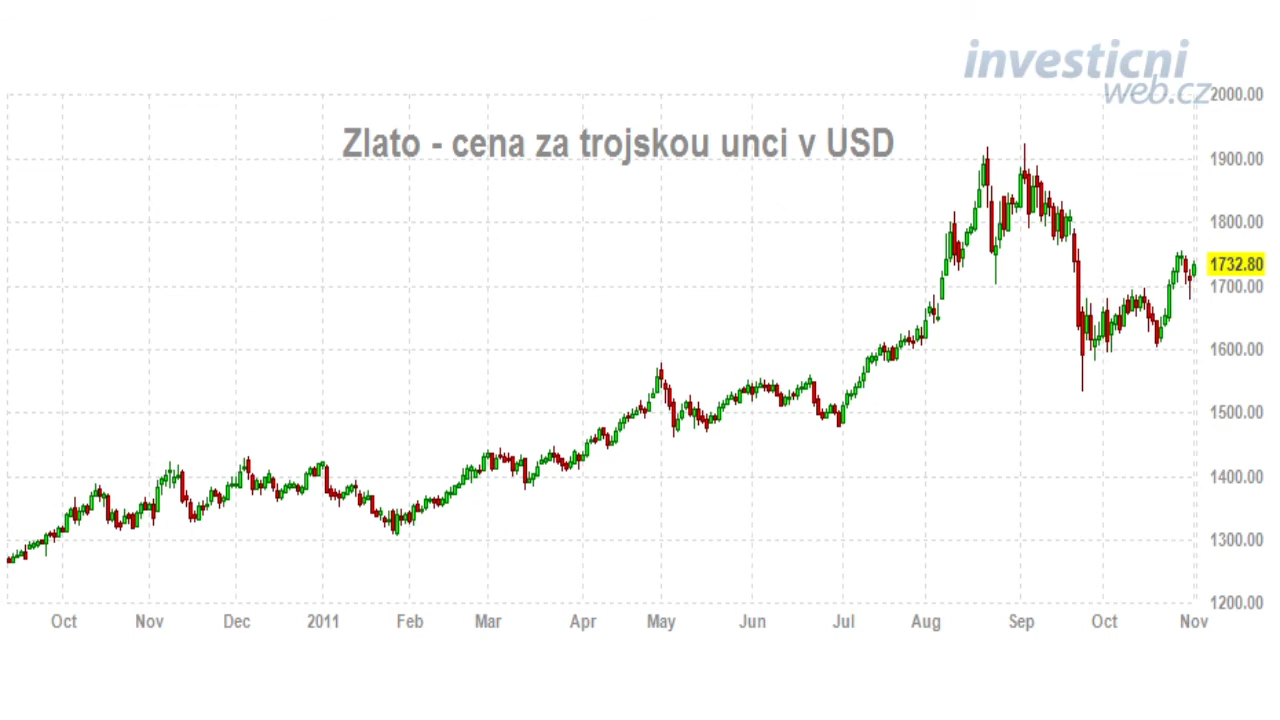 investicni
web.cz
Zlato - cena za trojskou unci v USD
2000.00
1900.00
1800.00
1732.80
1700.00
1600.00
1500.00
1400.00
1300.00
1200.00
Oct Nov Dec 2011 Feb Mar Apr May Jun Jul Aug Sep Oct Nov